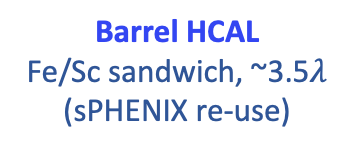 Barrel HCAL
Fe/Sc sandwich, ~3.5λ
(sPHENIX re-use)